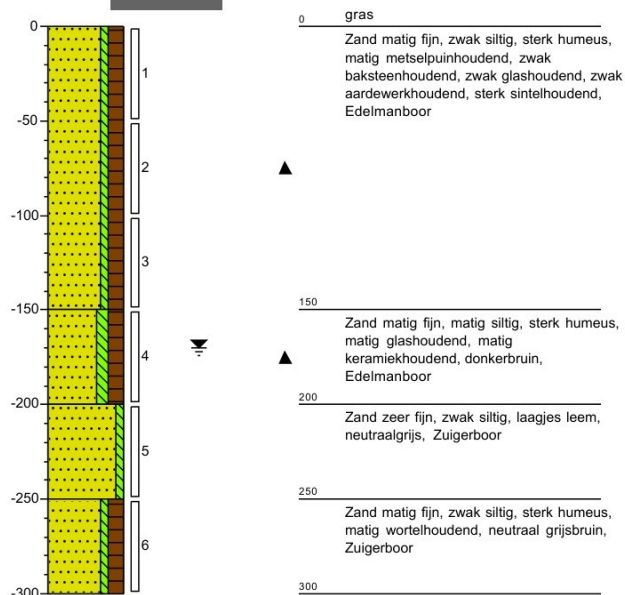 gras
0
0
Zand matig fijn, zwak siltig, sterk humeus,
matig metselpuinhoudend, zwak
baksteenhoudend, zwak glashoudend, zwak
aardewerkhoudend, sterk sintelhoudend,
Edelmanboor
1
-50
2
-100
3
-150
150
Zand matig fijn, matig siltig, sterk humeus,
matig glashoudend, matig
keramiekhoudend, donkerbruin,
Edelmanboor
4
-200
200
Zand zeer fijn, zwak siltig, laagjes leem,
neutraalgrijs, Zuigerboor
5
-250
250
Zand matig fijn, zwak siltig, sterk humeus,
matig wortelhoudend, neutraal grijsbruin,
Zuigerboor
6
-300
300